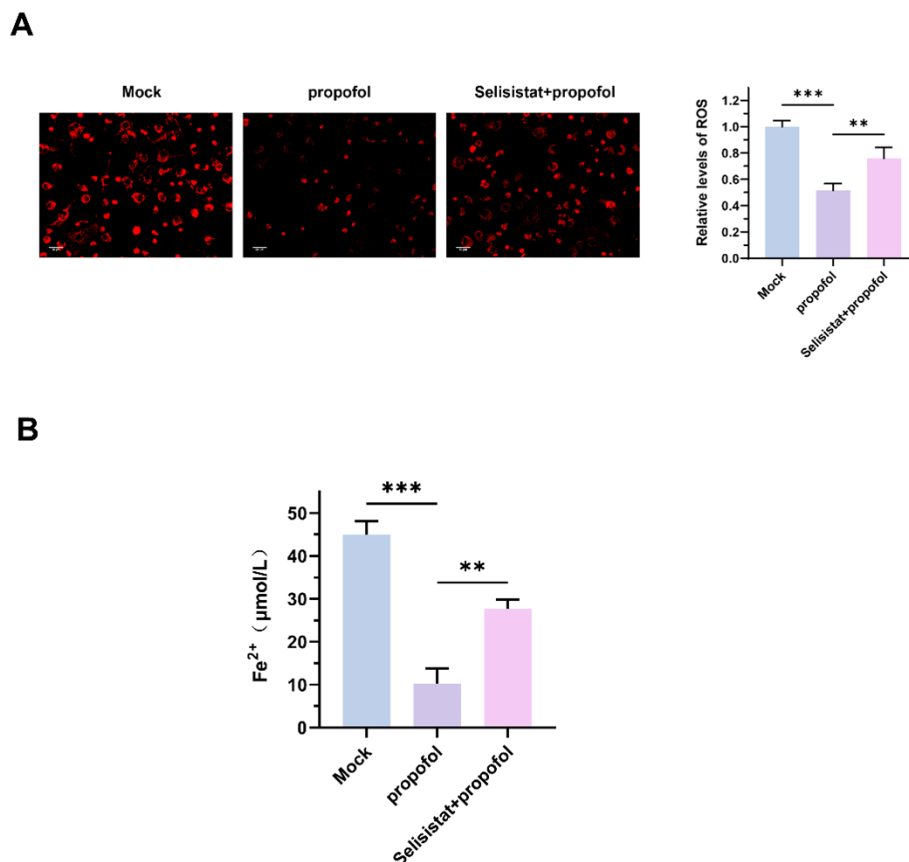 A
Mock
propofol
Selisistat+propofol
Relative levels of ROS
1.2
1.0
0.8
0.6
0.4
0.2
0.0
***
**
Mock
propofol
Selisistat+propofol
B
Fe²⁺（μmol/L）
50
40
30
20
10
0
***
**
Mock
propofol
Selisistat+propofol